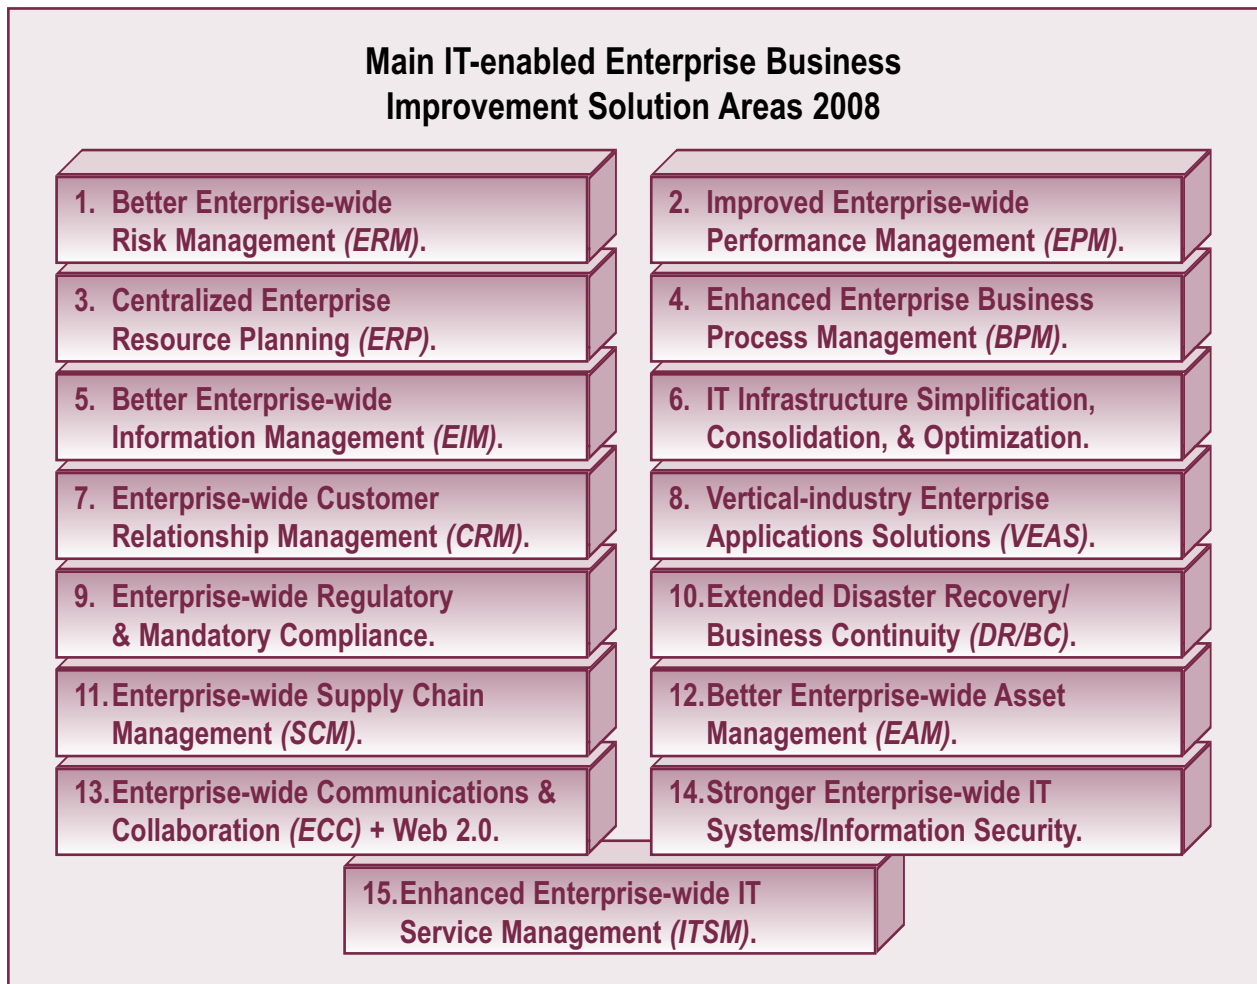 Main IT-enabled Enterprise Business
Improvement Solution Areas 2008
1. Better Enterprise-wide
Risk Management (ERM).
2. Improved Enterprise-wide
Performance Management (EPM).
3. Centralized Enterprise
Resource Planning (ERP).
4. Enhanced Enterprise Business
Process Management (BPM).
5. Better Enterprise-wide
Information Management (EIM).
6. IT Infrastructure Simplification,
Consolidation, & Optimization.
7. Enterprise-wide Customer
Relationship Management (CRM).
8. Vertical-industry Enterprise
Applications Solutions (VEAS).
9. Enterprise-wide Regulatory
& Mandatory Compliance.
10.Extended Disaster Recovery/
Business Continuity (DR/BC).
11.Enterprise-wide Supply Chain
Management (SCM).
12.Better Enterprise-wide Asset
Management (EAM).
13.Enterprise-wide Communications &
Collaboration (ECC) + Web 2.0.
14.Stronger Enterprise-wide IT
Systems/Information Security.
15.Enhanced Enterprise-wide IT
Service Management (ITSM).